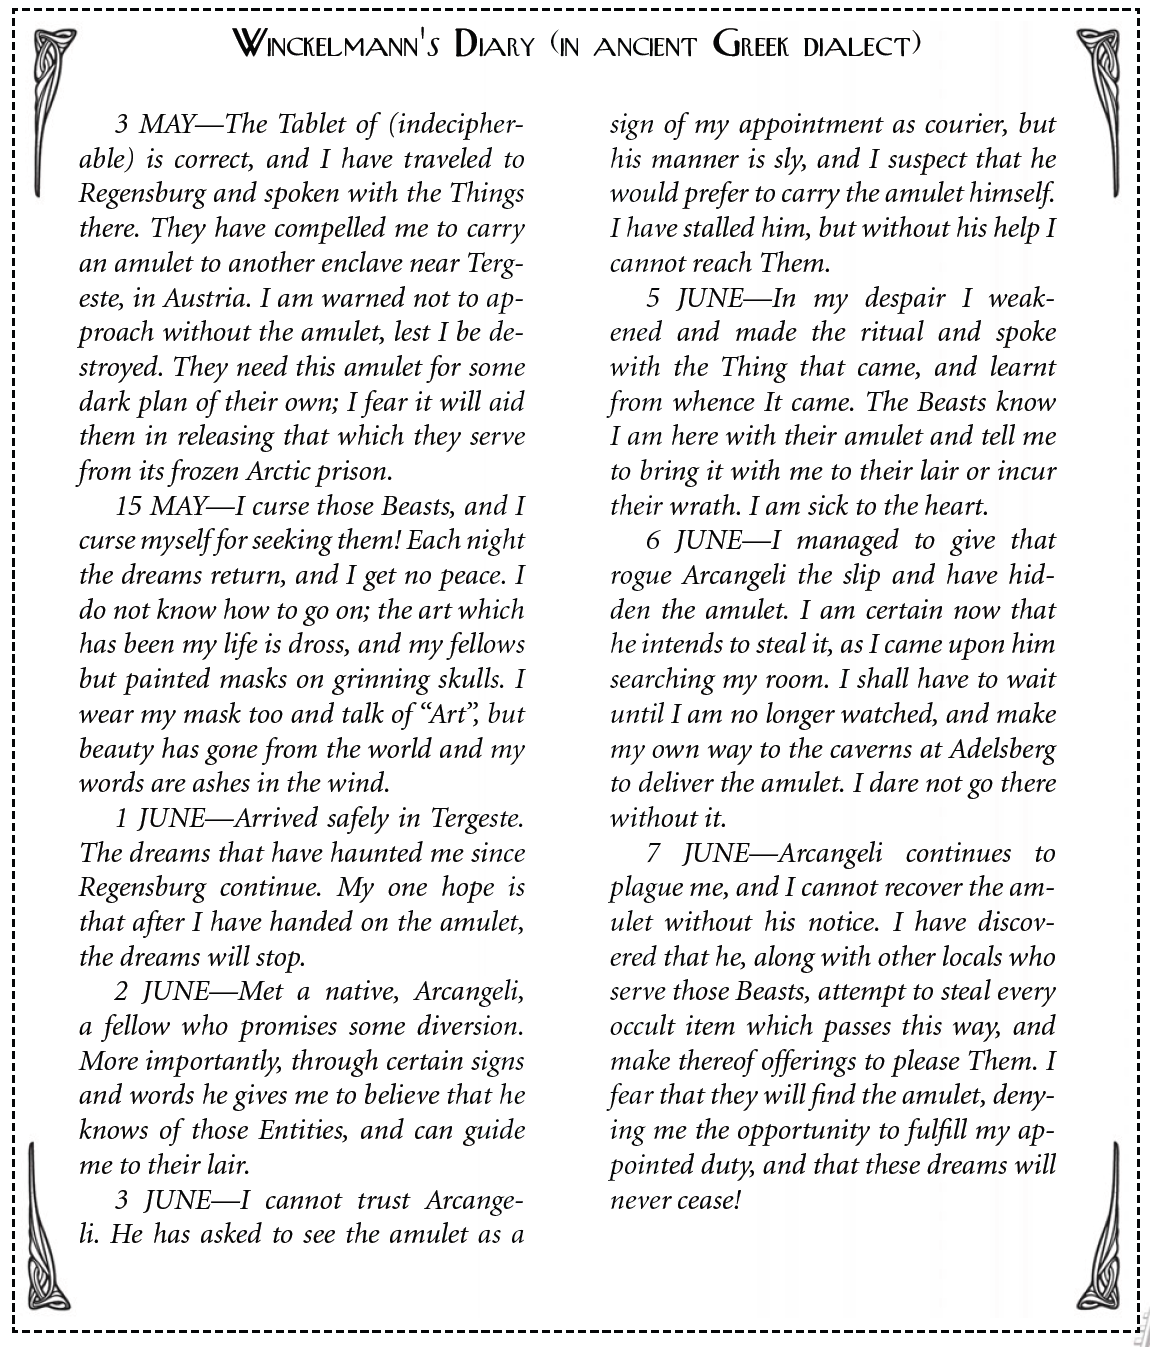 Winckelmann's Diary (in ancient Greek dialect)
3 MAY—The Tablet of (indecipher-
able) is correct, and I have traveled to
Regensburg and spoken with the Things
there. They have compelled me to carry
an amulet to another enclave near Terg-
este, in Austria. I am warned not to ap-
proach without the amulet, lest I be de-
stroyed. They need this amulet for some
dark plan of their own; I fear it will aid
them in releasing that which they serve
from its frozen Arctic prison.
15 MAY—I curse those Beasts, and I
curse myself for seeking them! Each night
the dreams return, and I get no peace. I
do not know how to go on; the art which
has been my life is dross, and my fellows
but painted masks on grinning skulls. I
wear my mask too and talk of “Art”, but
beauty has gone from the world and my
words are ashes in the wind.
1 JUNE—Arrived safely in Tergeste.
The dreams that have haunted me since
Regensburg continue. My one hope is
that after I have handed on the amulet,
the dreams will stop.
2 JUNE—Met a native, Arcangeli,
a fellow who promises some diversion.
More importantly, through certain signs
and words he gives me to believe that he
knows of those Entities, and can guide
me to their lair.
3 JUNE—I cannot trust Arcange-
li. He has asked to see the amulet as a
sign of my appointment as courier, but
his manner is sly, and I suspect that he
would prefer to carry the amulet himself.
I have stalled him, but without his help I
cannot reach Them.
5 JUNE—In my despair I weak-
ened and made the ritual and spoke
with the Thing that came, and learnt
from whence It came. The Beasts know
I am here with their amulet and tell me
to bring it with me to their lair or incur
their wrath. I am sick to the heart.
6 JUNE—I managed to give that
rogue Arcangeli the slip and have hid-
den the amulet. I am certain now that
he intends to steal it, as I came upon him
searching my room. I shall have to wait
until I am no longer watched, and make
my own way to the caverns at Adelsberg
to deliver the amulet. I dare not go there
without it.
7 JUNE—Arcangeli continues to
plague me, and I cannot recover the am-
ulet without his notice. I have discov-
ered that he, along with other locals who
serve those Beasts, attempt to steal every
occult item which passes this way, and
make thereof offerings to please Them. I
fear that they will find the amulet, deny-
ing me the opportunity to fulfill my ap-
pointed duty, and that these dreams will
never cease!